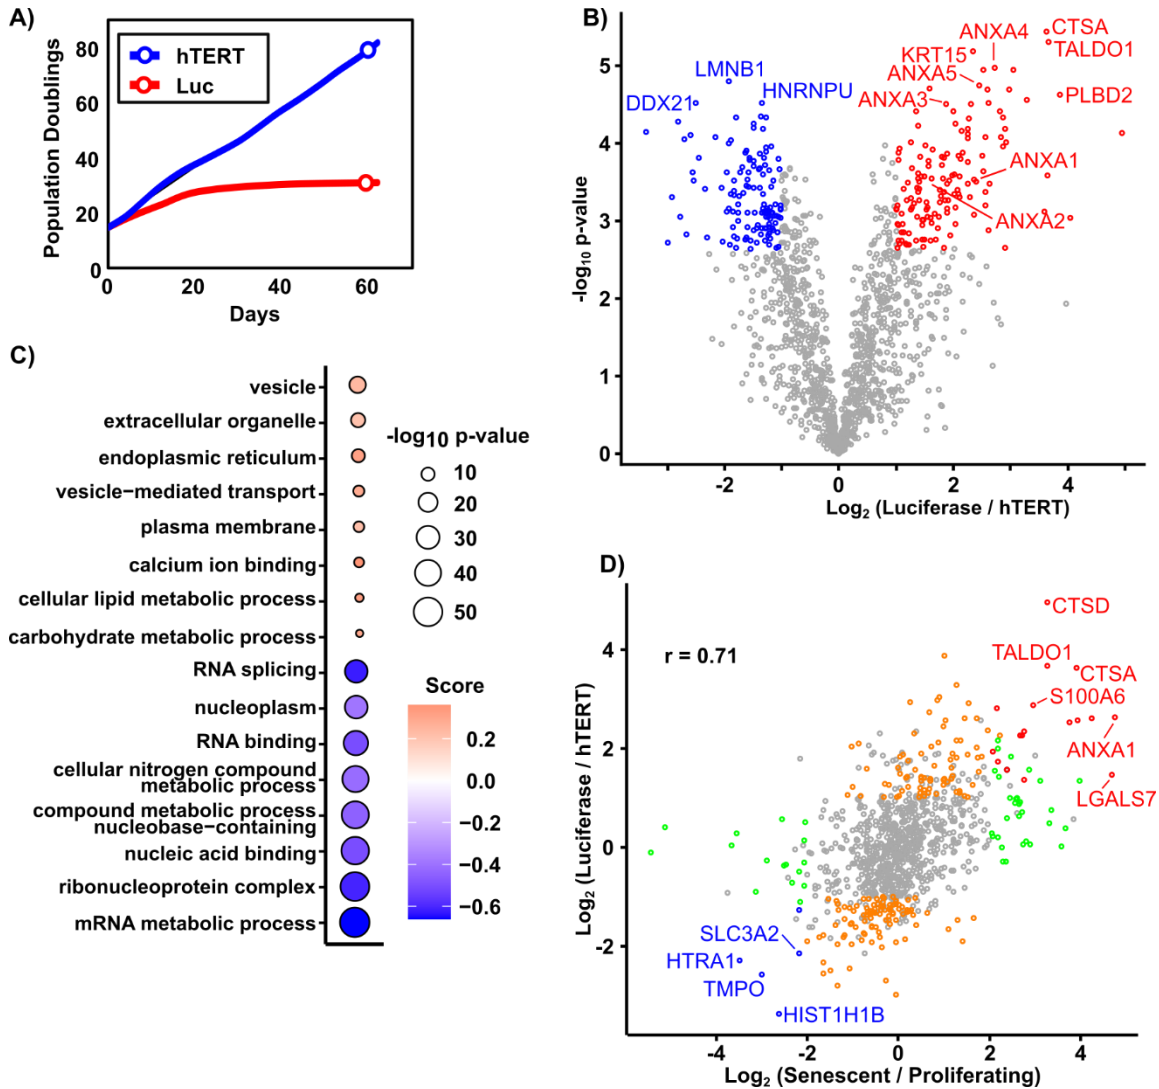 A)
Population Doublings
80
60
40
20
0
hTERT
Luc
0
20
40
60
Days
B)
-log10 p-value
5
4
3
2
1
0
-2
0
2
4
Log2 (Luciferase / hTERT)
LMNB1
DDX21
HNRNPU
ANXA4
CTSA
TALDO1
KRT15
ANXA5
PLBD2
ANXA3
ANXA1
ANXA2
C)
vesicle
extracellular organelle
endoplasmic reticulum
vesicle−mediated transport
plasma membrane
calcium ion binding
cellular lipid metabolic process
carbohydrate metabolic process
RNA splicing
nucleoplasm
RNA binding
cellular nitrogen compound
metabolic process
compound metabolic process
nucleobase−containing
nucleic acid binding
ribonucleoprotein complex
mRNA metabolic process
-log10 p-value
10
20
30
40
50
Score
0.2
0.0
−0.2
−0.4
−0.6
D)
Log2 (Luciferase / hTERT)
4
2
0
-2
r = 0.71
CTSD
TALDO1
CTSA
S100A6
ANXA1
LGALS7
SLC3A2
HTRA1
TMPO
HIST1H1B
-4
-2
0
2
4
Log2 (Senescent / Proliferating)